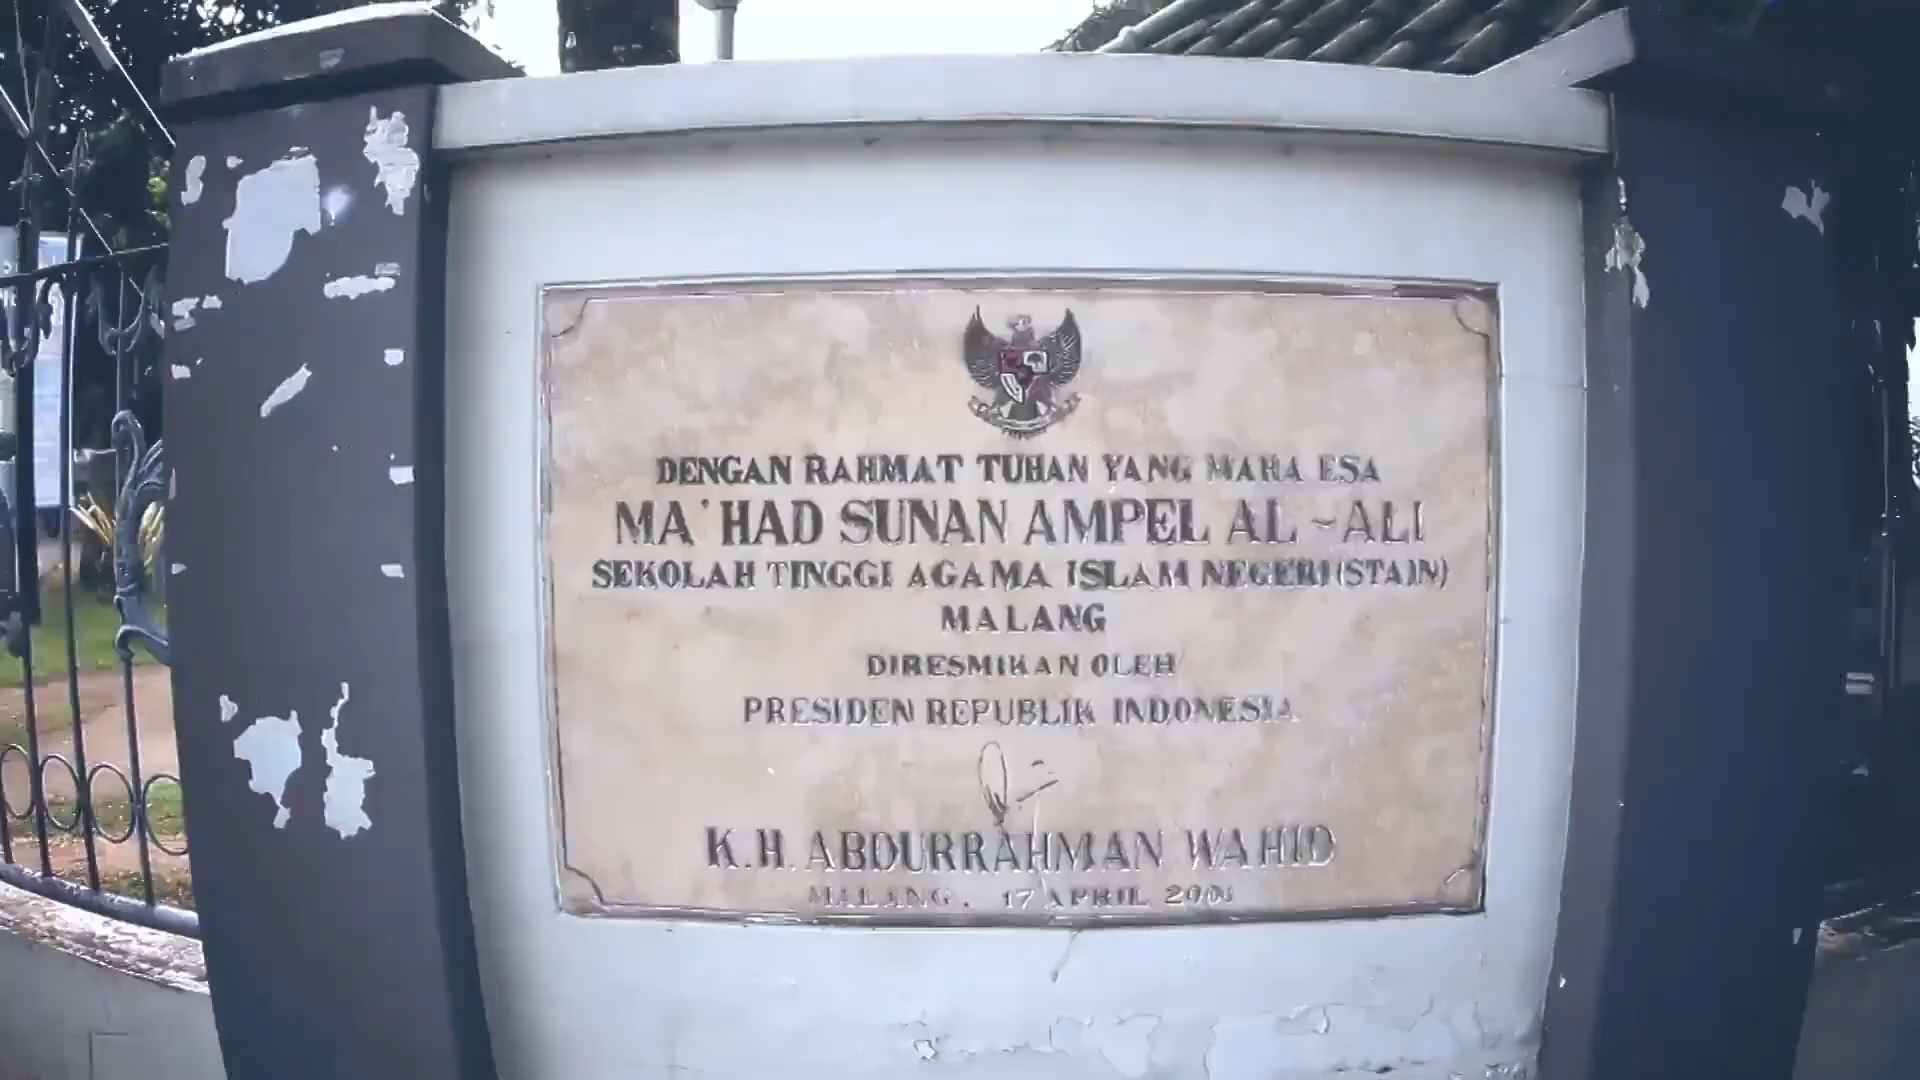 DENGAN RAHMAT TUHAN YANG MAHA ESA
MA'HAD SUNAN AMPEL AL-ALI
SEKOLAH TINGGI AGAMA ISLAM NEGERI (STAIN)
MALANG
DIRESMIKAN OLEH
PRESIDEN REPUBLIK INDONESIA
K.H. ABDURRAHMAN WAHID
MALANG, 17 APRIL 2001